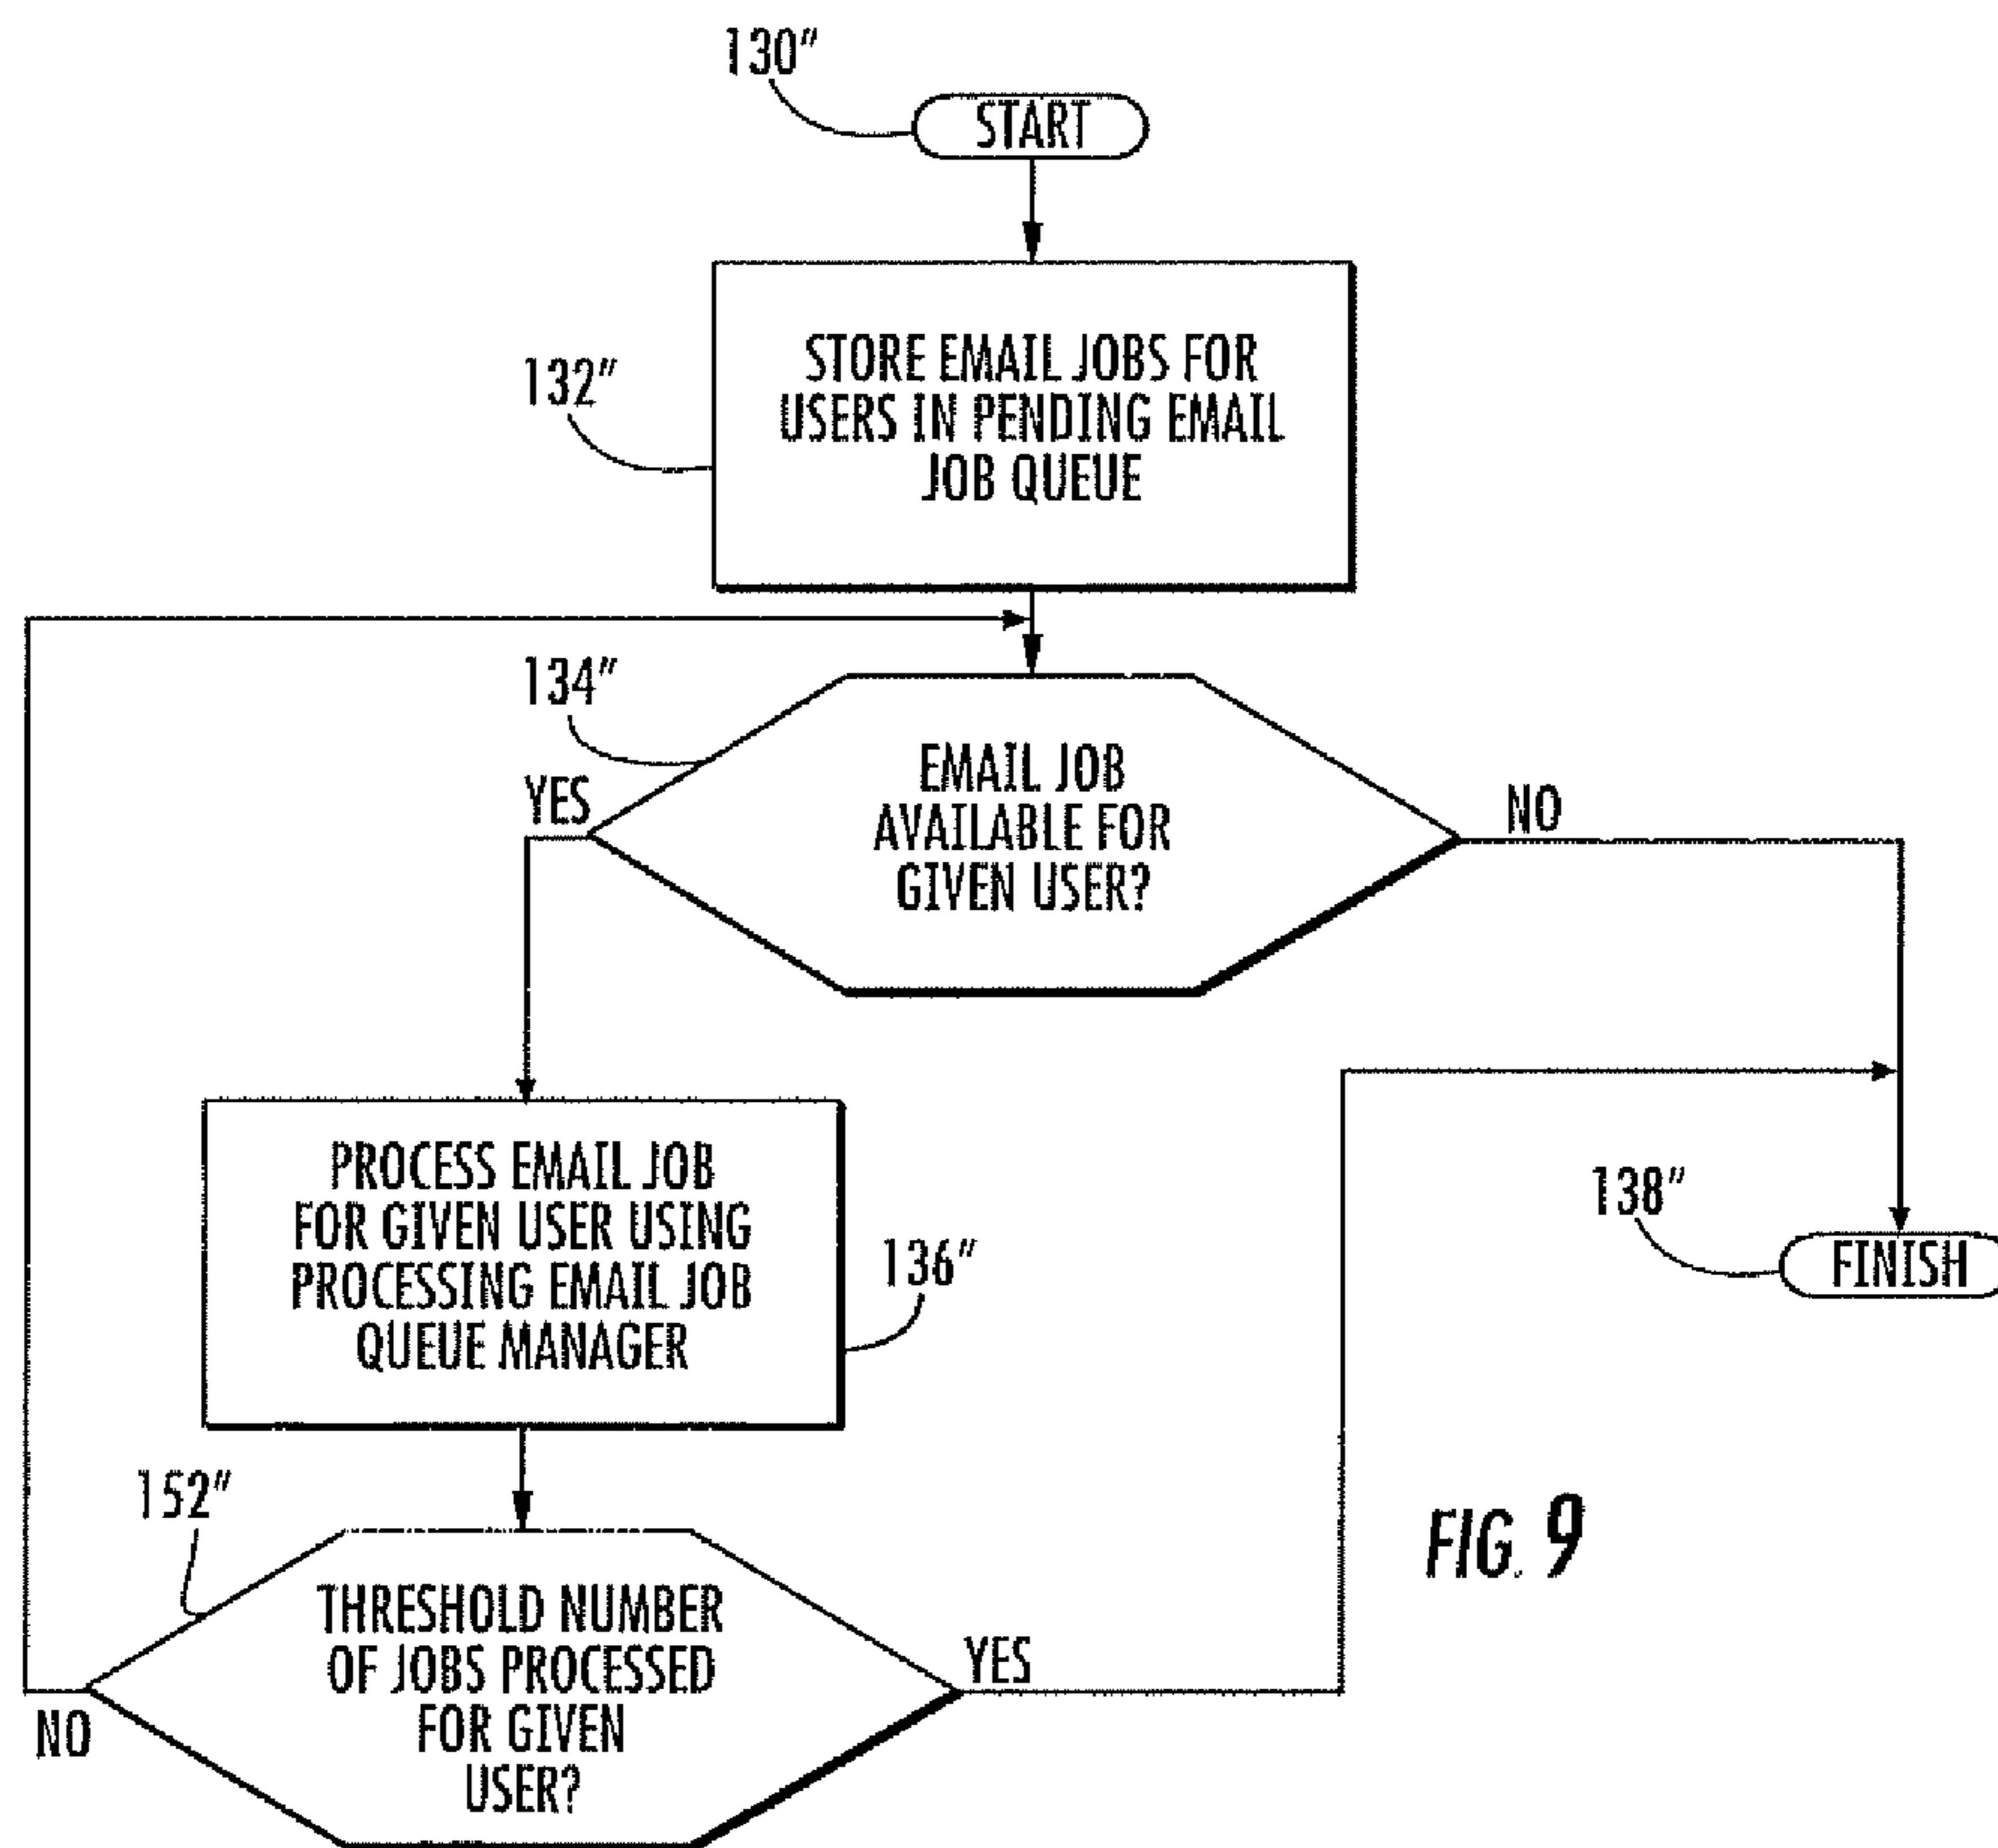 130″
START
132″
STORE EMAIL JOBS FOR
USERS IN PENDING EMAIL
JOB QUEUE
134″
YES
EMAIL JOB
AVAILABLE FOR
GIVEN USER?
NO
PROCESS EMAIL JOB
FOR GIVEN USER USING
PROCESSING EMAIL JOB
QUEUE MANAGER
136″
138″
FINISH
152″
THRESHOLD NUMBER
OF JOBS PROCESSED
FOR GIVEN
USER?
YES
NO
FIG. 9